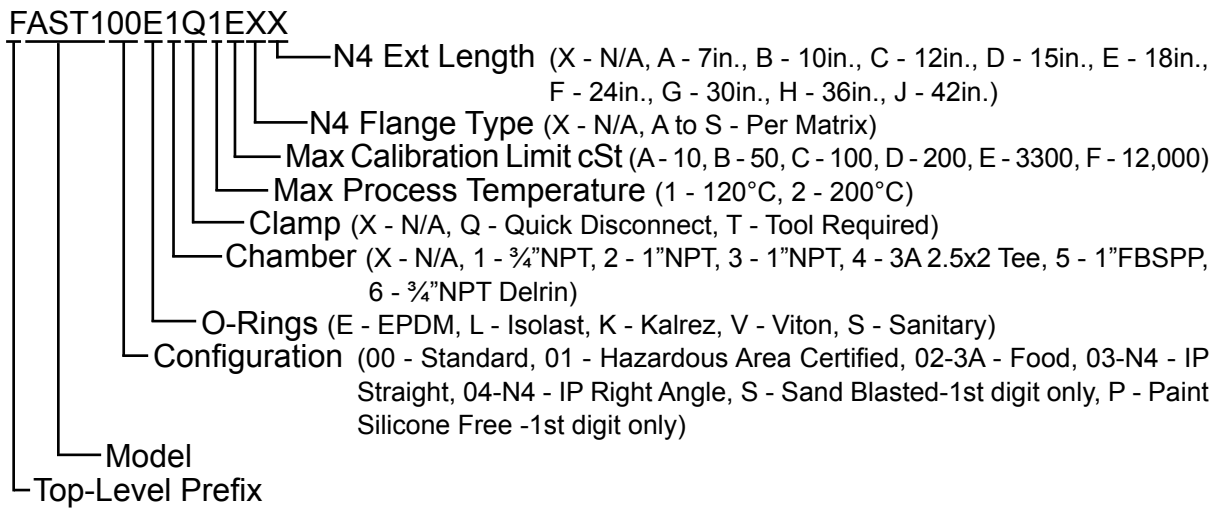 FAST100E1Q1EXX
N4 Ext Length (X - N/A, A - 7in., B - 10in., C - 12in., D - 15in., E - 18in.,
F - 24in., G - 30in., H - 36in., J - 42in.)
N4 Flange Type (X - N/A, A to S - Per Matrix)
Max Calibration Limit cSt (A - 10, B - 50, C - 100, D - 200, E - 3300, F - 12,000)
Max Process Temperature (1 - 120°C, 2 - 200°C)
Clamp (X - N/A, Q - Quick Disconnect, T - Tool Required)
Chamber (X - N/A, 1 - ¾”NPT, 2 - 1”NPT, 3 - 1”NPT, 4 - 3A 2.5x2 Tee, 5 - 1”FBSPP,
6 - ¾”NPT Delrin)
O-Rings (E - EPDM, L - Isolast, K - Kalrez, V - Viton, S - Sanitary)
Configuration (00 - Standard, 01 - Hazardous Area Certified, 02-3A - Food, 03-N4 - IP
Straight, 04-N4 - IP Right Angle, S - Sand Blasted-1st digit only, P - Paint
Silicone Free -1st digit only)
Model
Top-Level Prefix